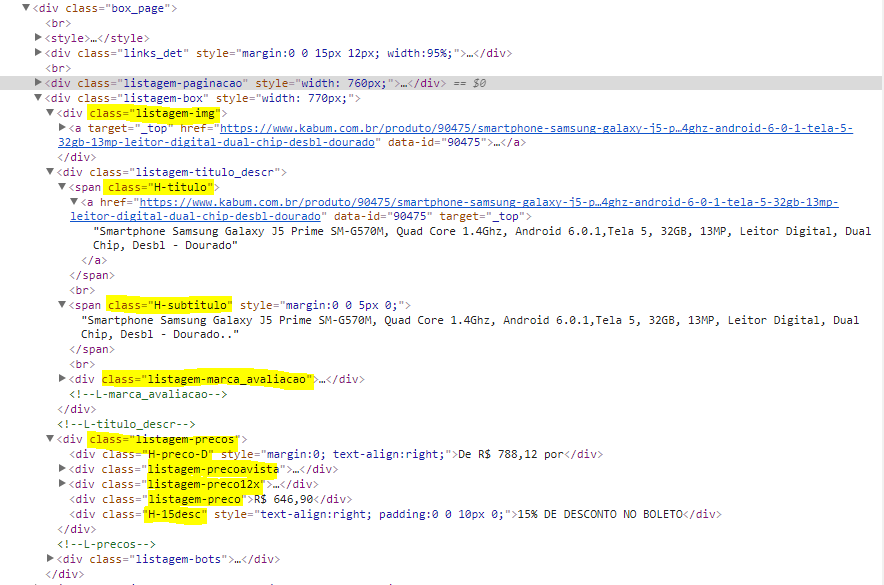 ▼<div class="box_page">
<br>
▶<style>…</style>
▶<div class="links_det" style="margin:0 0 15px 12px; width:95%;">…</div>
<br>
▶<div class="listagem-paginacao" style="width: 760px;">…</div> == $0
▼<div class="listagem-box" style="width: 770px;">
▼<div class="listagem-img">
▶<a target="_top" href="https://www.kabum.com.br/produto/90475/smartphone-samsung-galaxy-j5-p…4ghz-android-6-0-1-tela-5-
32gb-13mp-leitor-digital-dual-chip-desbl-dourado" data-id="90475">…</a>
</div>
▼<div class="listagem-titulo_descr">
▼<span class="H-titulo">
▼<a href="https://www.kabum.com.br/produto/90475/smartphone-samsung-galaxy-j5-p…4ghz-android-6-0-1-tela-5-32gb-13mp-
leitor-digital-dual-chip-desbl-dourado" data-id="90475" target="_top">
"Smartphone Samsung Galaxy J5 Prime SM-G570M, Quad Core 1.4Ghz, Android 6.0.1,Tela 5, 32GB, 13MP, Leitor Digital, Dual
Chip, Desbl - Dourado"
</a>
</span>
<br>
▼<span class="H-subtitulo" style="margin:0 0 5px 0;">
"Smartphone Samsung Galaxy J5 Prime SM-G570M, Quad Core 1.4Ghz, Android 6.0.1,Tela 5, 32GB, 13MP, Leitor Digital, Dual
Chip, Desbl - Dourado.."
</span>
<br>
▶<div class="listagem-marca_avaliacao">…</div>
<!--L-marca_avaliacao-->
</div>
<!--L-titulo_descr-->
▼<div class="listagem-precos">
<div class="H-preco-D" style="margin:0; text-align:right;">De R$ 788,12 por</div>
▶<div class="listagem-precoavista">…</div>
▶<div class="listagem-preco12x">…</div>
<div class="listagem-preco">R$ 646,90</div>
<div class="H-15desc" style="text-align:right; padding:0 0 10px 0;">15% DE DESCONTO NO BOLETO</div>
</div>
<!--L-precos-->
▶<div class="listagem-bots">…</div>
</div>